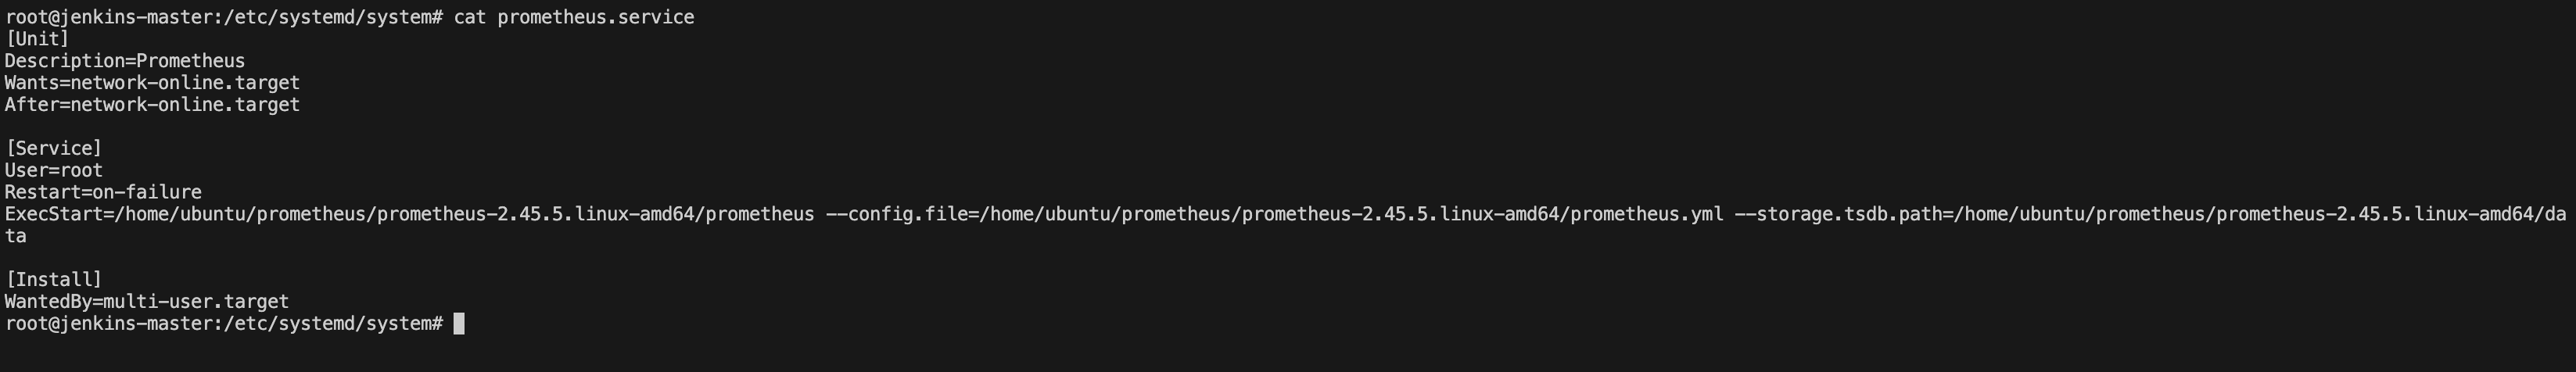 root@jenkins-master:/etc/systemd/system# cat prometheus.service
[Unit]
Description=Prometheus
Wants=network-online.target
After=network-online.target

[Service]
User=root
Restart=on-failure
ExecStart=/home/ubuntu/prometheus/prometheus-2.45.5.linux-amd64/prometheus --config.file=/home/ubuntu/prometheus/prometheus-2.45.5.linux-amd64/prometheus.yml --storage.tsdb.path=/home/ubuntu/prometheus/prometheus-2.45.5.linux-amd64/da
ta

[Install]
WantedBy=multi-user.target
root@jenkins-master:/etc/systemd/system#